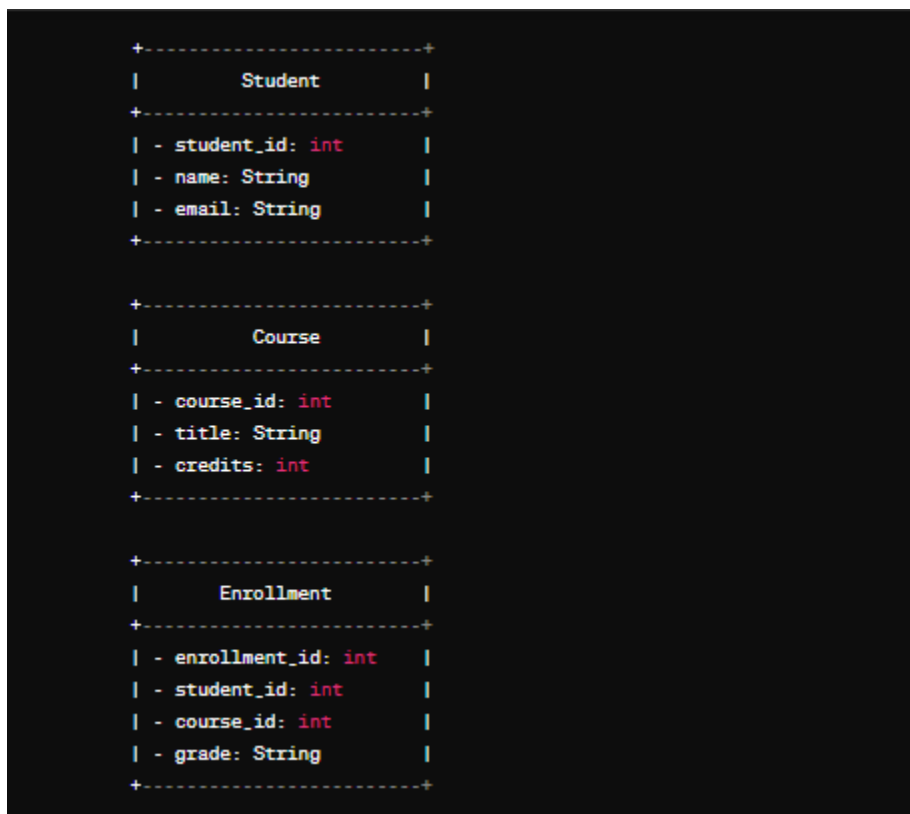 +-------------------------+
|         Student         |
+-------------------------+
| - student_id: int       |
| - name: String          |
| - email: String         |
+-------------------------+
+-------------------------+
|          Course         |
+-------------------------+
| - course_id: int        |
| - title: String         |
| - credits: int          |
+-------------------------+
+-------------------------+
|       Enrollment        |
+-------------------------+
| - enrollment_id: int    |
| - student_id: int       |
| - course_id: int        |
| - grade: String         |
+-------------------------+